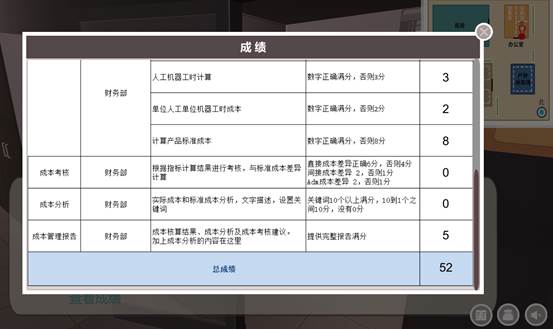 成绩
办公室
北
财务部
人工机器工时计算
数字正确满分，否则3分
3
单位人工单位机器工时成本
数字正确满分，否则2分
2
计算产品标准成本
数字正确满分，否则8分
8
成本考核
财务部
根据指标计算结果进行考核，与标准成本差异
计算
直接成本差异正确6分，否则4分
间接成本差异 2，否则1分
Adm成本差异 2，否则1分
0
成本分析
财务部
实际成本和标准成本分析，文字描述，设置关
键词
关键词10个以上满分，10到1个之
间10分，没有0分
0
成本管理报告
财务部
成本核算结果、成本分析及成本考核建议，
加上成本分析的内容在这里
提供完整报告满分
5
总成绩
52
查看成绩